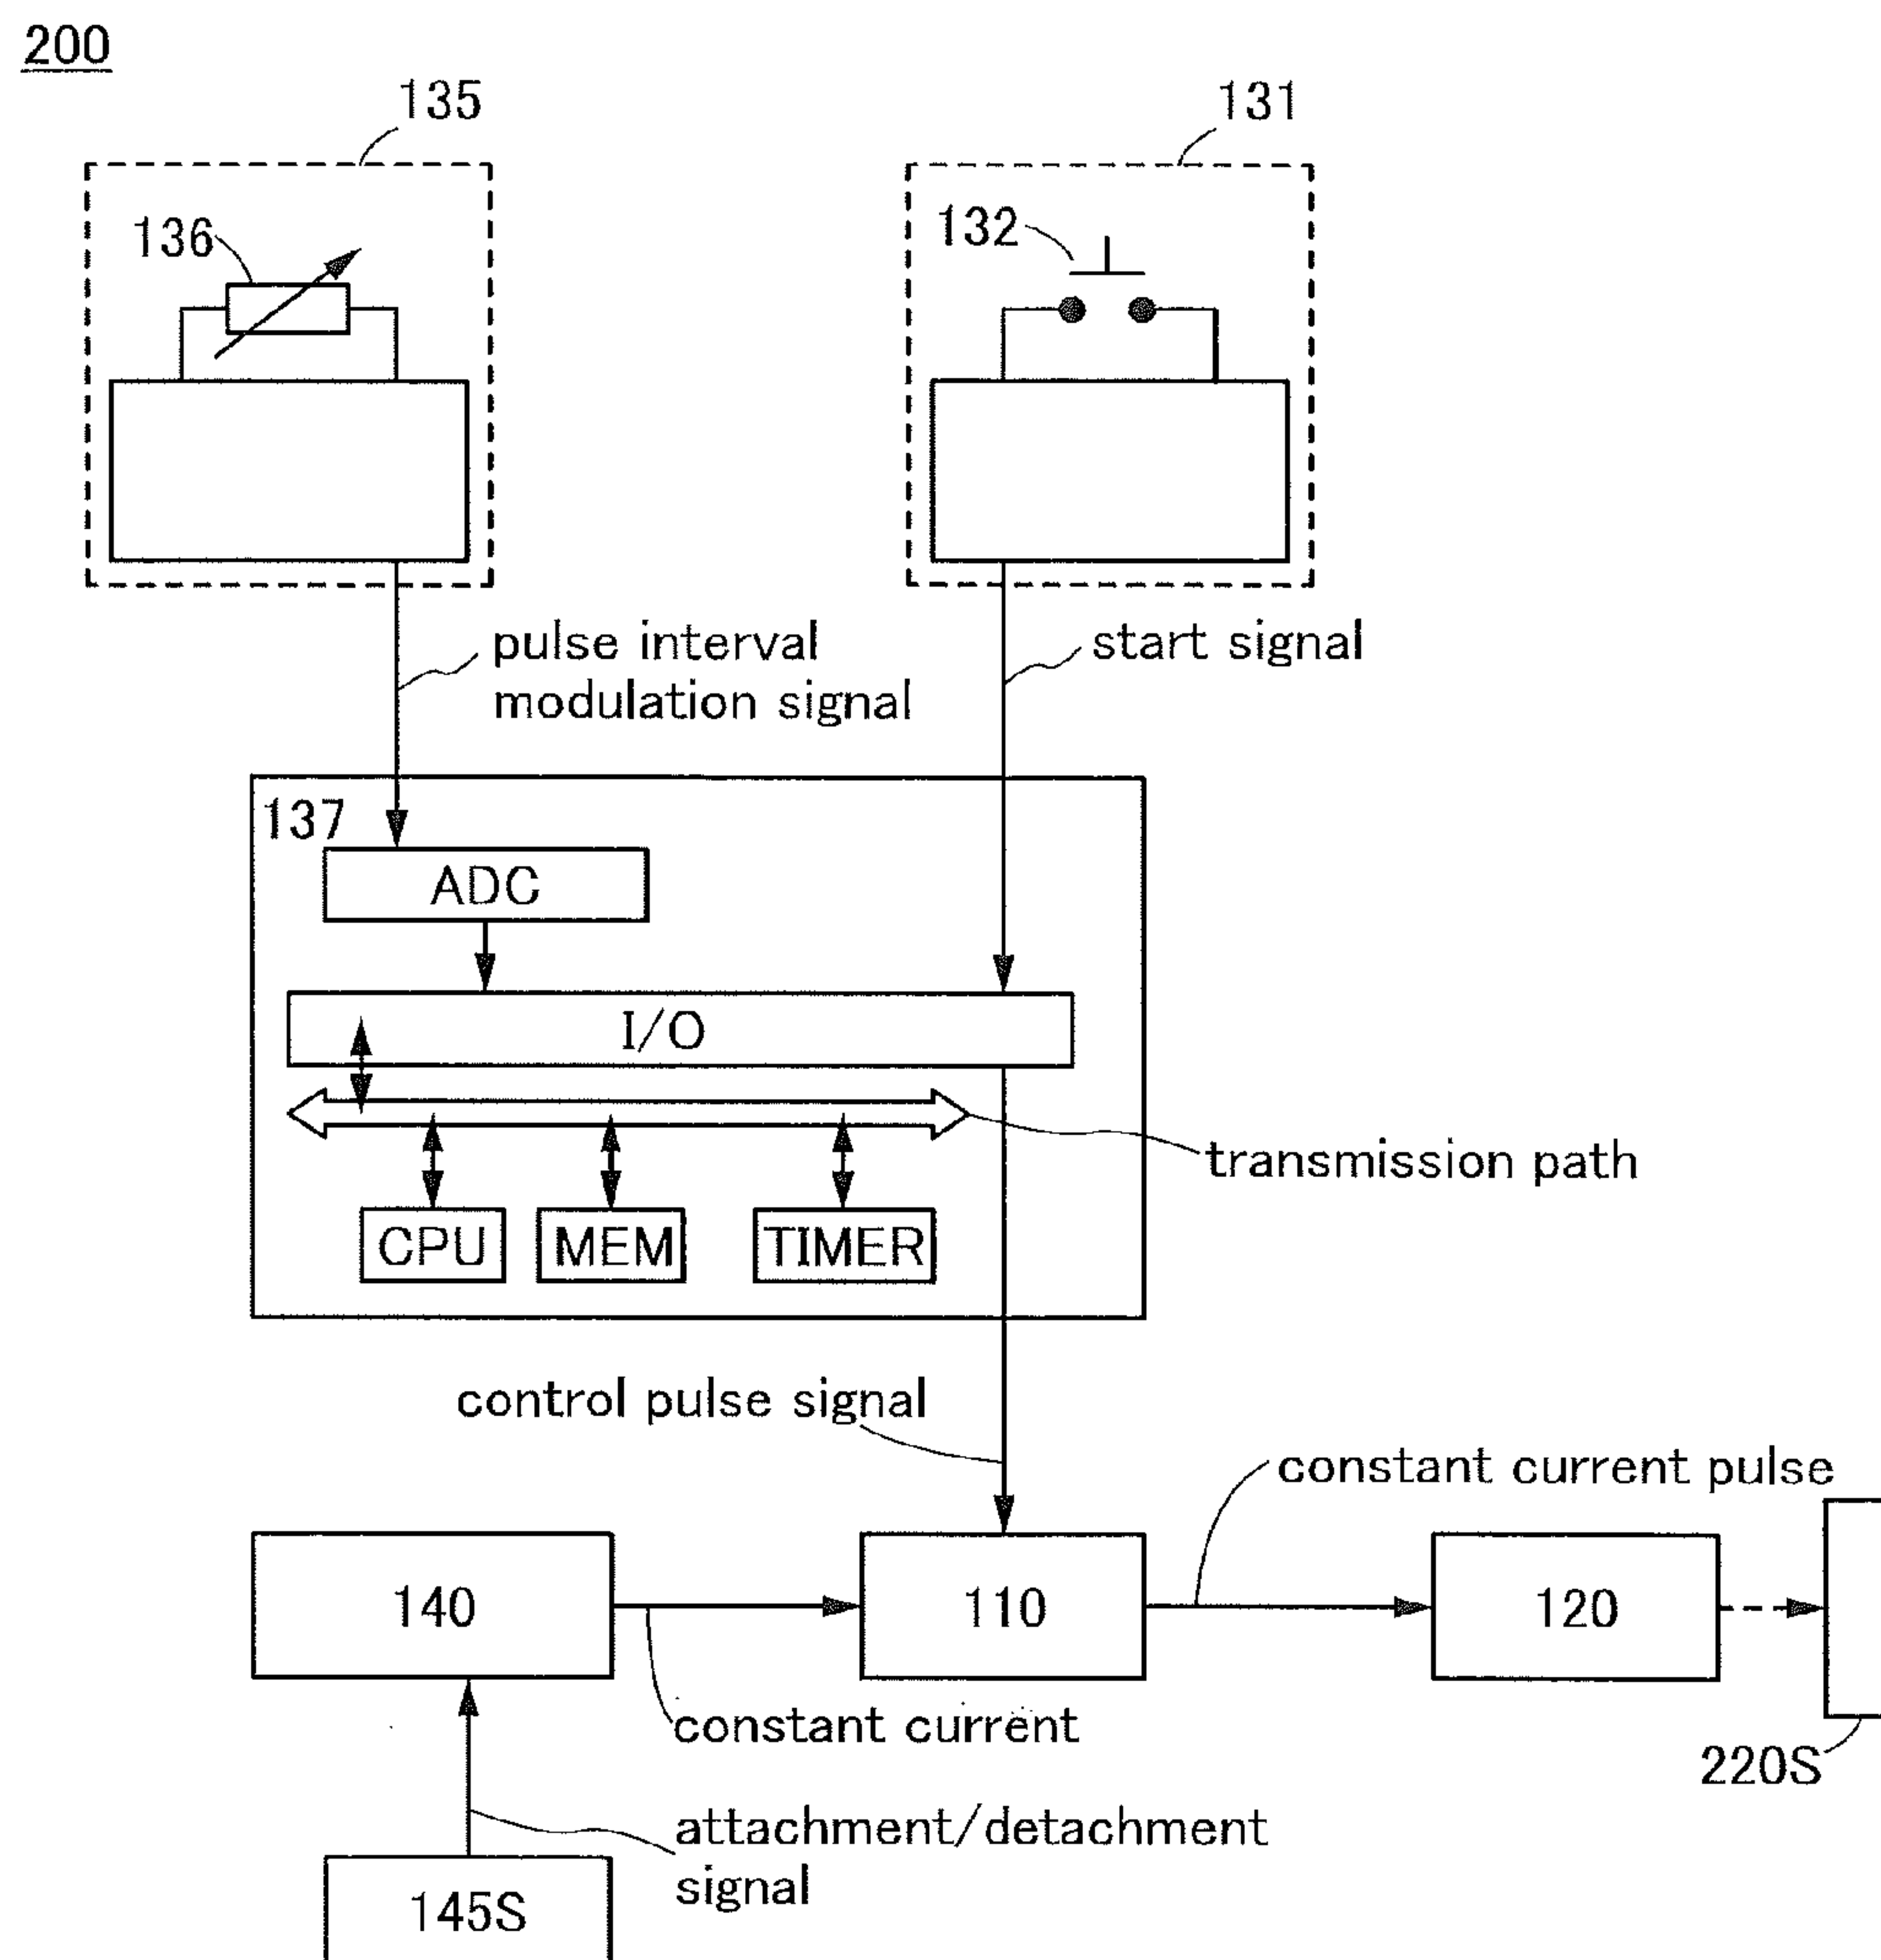 200
135
131
136
132
pulse interval
modulation signal
start signal
137
ADC
I/O
transmission path
CPU
MEM
TIMER
control pulse signal
constant current pulse
140
110
120
constant current
220S
attachment/detachment
signal
145S